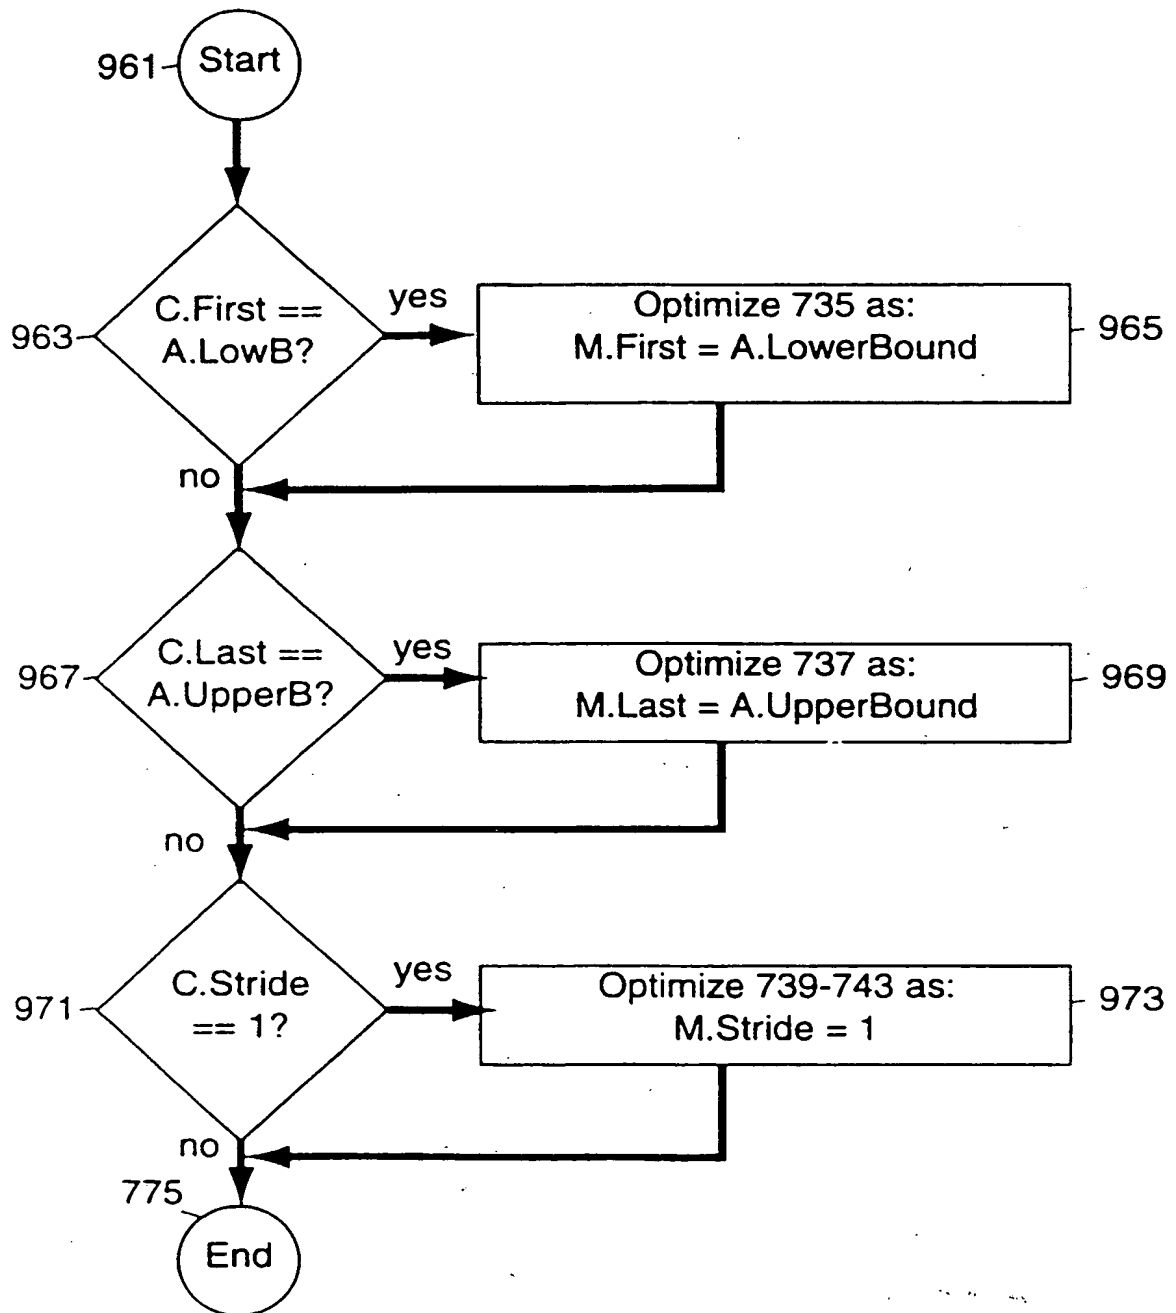 961
Start
963
C.First ==
A.LowB?
yes
Optimize 735 as:
M.First = A.LowerBound
965
no
967
C.Last ==
A.UpperB?
yes
Optimize 737 as:
M.Last = A.UpperBound
969
no
971
C.Stride
== 1?
yes
Optimize 739-743 as:
M.Stride = 1
973
no
775
End